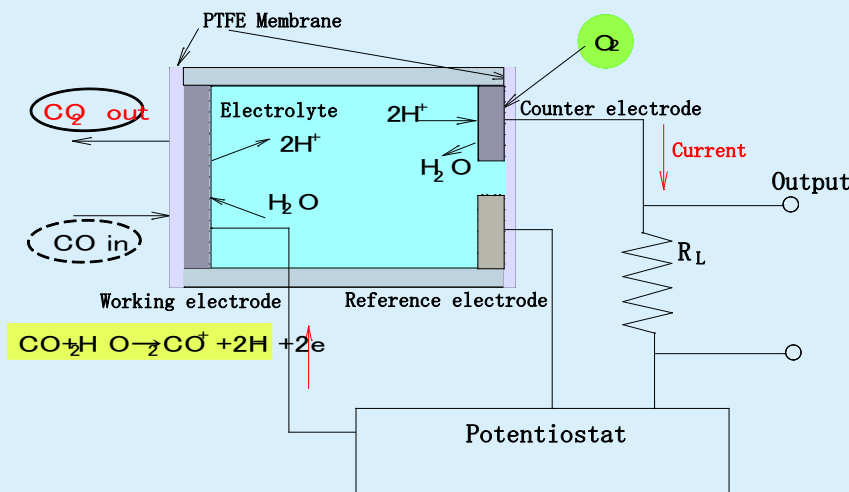 PTFE Membrane
O2
CO2 out
Electrolyte
2H+
2H+
Counter electrode
H2O
Current
Output
H2O
CO in
RL
Working electrode
Reference electrode
CO+H2O→CO2+2H+ +2e
Potentiostat